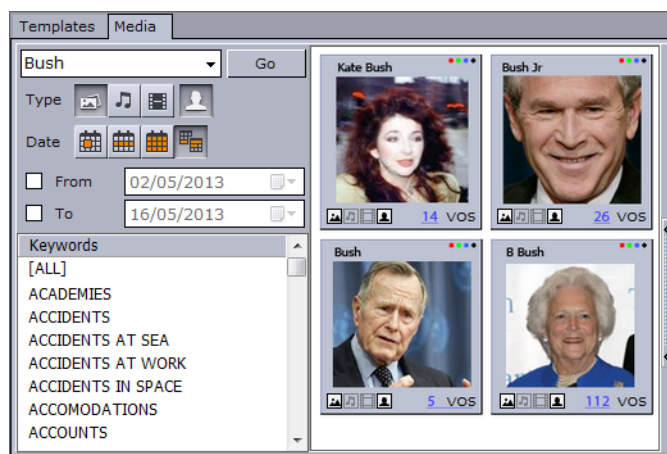 Templates Media
Bush Go
Type
Date
From 02/05/2013
To 16/05/2013
Keywords
[ALL]
ACADEMIES
ACCIDENTS
ACCIDENTS AT SEA
ACCIDENTS AT WORK
ACCIDENTS IN SPACE
ACCOMODATIONS
ACCOUNTS
Kate Bush
14 VOS
Bush Jr
26 VOS
Bush
5 VOS
B Bush
112 VOS